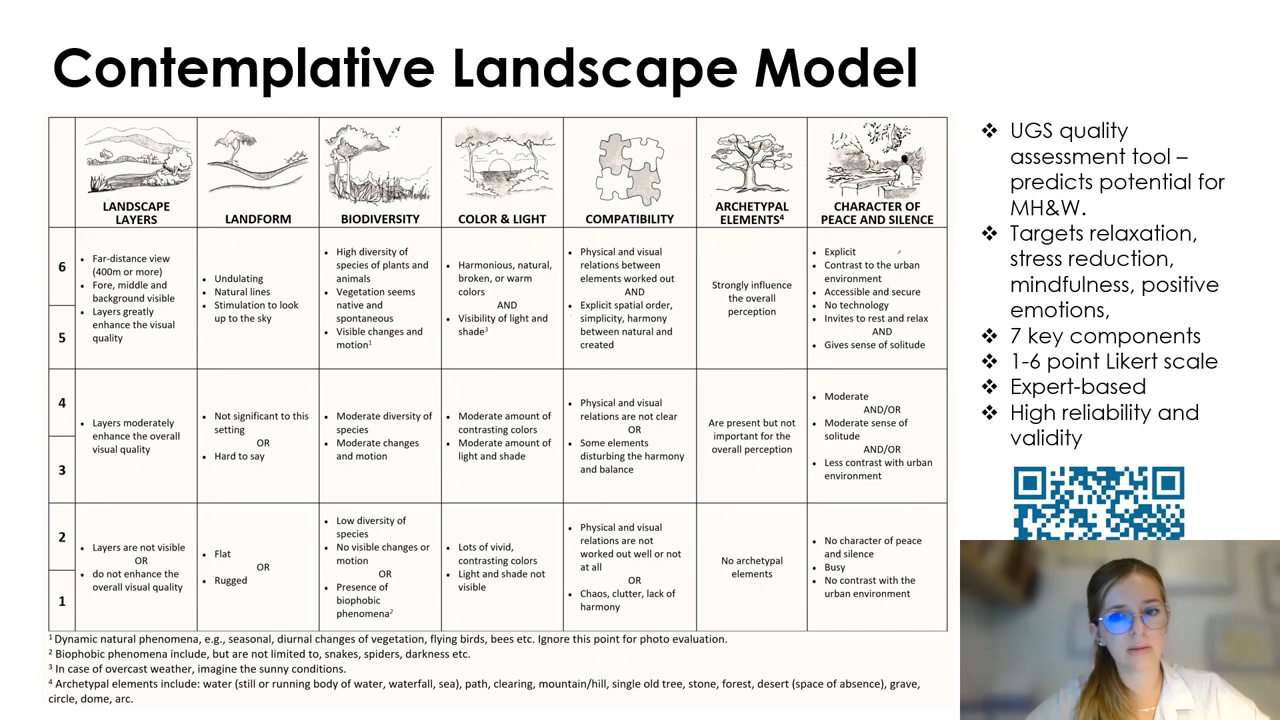 Contemplative Landscape Model
LANDSCAPE
LAYERS
LANDFORM
BIODIVERSITY
COLOR & LIGHT
COMPATIBILITY
ARCHETYPAL
ELEMENTS4
CHARACTER OF
PEACE AND SILENCE
6
5
• Far-distance view
(400m or more)
• Fore, middle and
background visible
• Layers greatly
enhance the visual
quality
• Undulating
• Natural lines
• Stimulation to look
up to the sky
• High diversity of
species of plants and
animals
• Vegetation seems
native and
spontaneous
• Visible changes and
motion1
• Harmonious, natural,
broken, or warm
colors
AND
• Visibility of light and
shade3
• Physical and visual
relations between
elements worked out
AND
• Explicit spatial order,
simplicity, harmony
between natural and
created
Strongly influence
the overall
perception
• Explicit
• Contrast to the urban
environment
• Accessible and secure
• No technology
• Invites to rest and relax
AND
• Gives sense of solitude
4
3
• Layers moderately
enhance the overall
visual quality
• Not significant to this
setting
OR
• Hard to say
• Moderate diversity of
species
• Moderate changes
and motion
• Moderate amount of
contrasting colors
• Moderate amount of
light and shade
• Physical and visual
relations are not clear
OR
• Some elements
disturbing the harmony
and balance
Are present but not
important for the
overall perception
• Moderate
AND/OR
• Moderate sense of
solitude
AND/OR
• Less contrast with urban
environment
2
1
• Layers are not visible
OR
• do not enhance the
overall visual quality
• Flat
OR
• Rugged
• Low diversity of
species
• No visible changes or
motion
OR
• Presence of
biophobic
phenomena2
• Lots of vivid,
contrasting colors
• Light and shade not
visible
• Physical and visual
relations are not
worked out well or not
at all
OR
• Chaos, clutter, lack of
harmony
No archetypal
elements
• No character of peace
and silence
• Busy
• No contrast with the
urban environment
1 Dynamic natural phenomena, e.g., seasonal, diurnal changes of vegetation, flying birds, bees etc. Ignore this point for photo evaluation.
2 Biophobic phenomena include, but are not limited to, snakes, spiders, darkness etc.
3 In case of overcast weather, imagine the sunny conditions.
4 Archetypal elements include: water (still or running body of water, waterfall, sea), path, clearing, mountain/hill, single old tree, stone, forest, desert (space of absence), grave,
circle, dome, arc.
❖ UGS quality
assessment tool –
predicts potential for
MH&W.
❖ Targets relaxation,
stress reduction,
mindfulness, positive
emotions,
❖ 7 key components
❖ 1-6 point Likert scale
❖ Expert-based
❖ High reliability and
validity